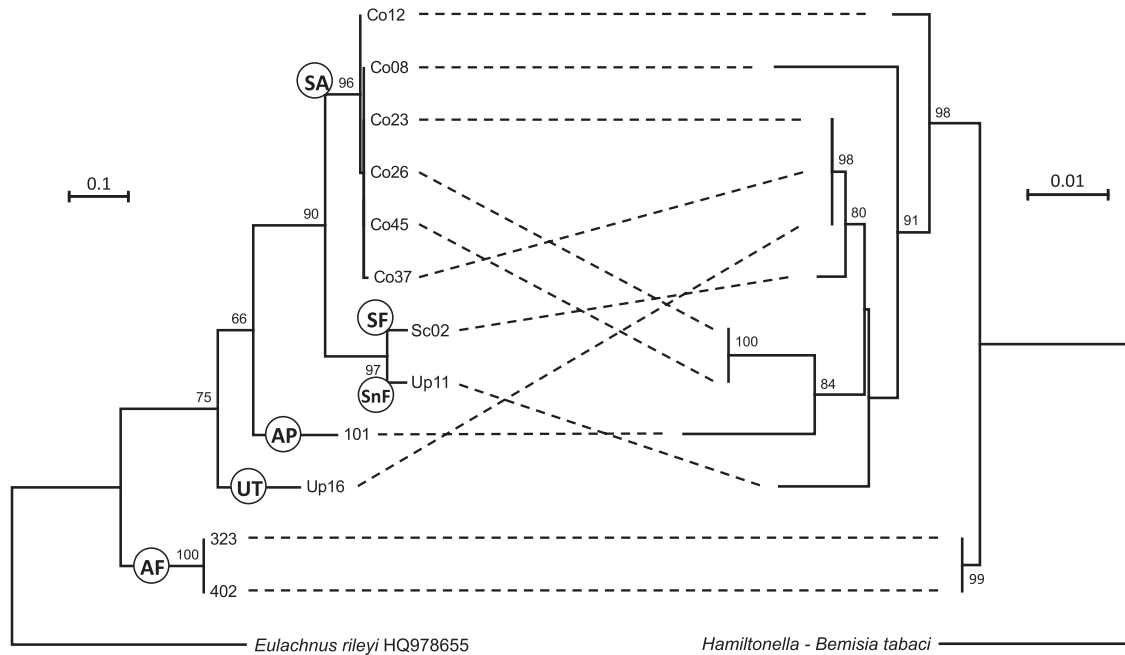 Co12
SA
96
Co08
98
Co23
98
0.1
Co26
0.01
90
Co45
80
91
Co37
66
SF
Sc02
100
97
Up11
SnF
84
75
AP
101
UT
Up16
323
AF
100
99
402
Eulachnus rileyi HQ978655
Hamiltonella - Bemisia tabaci